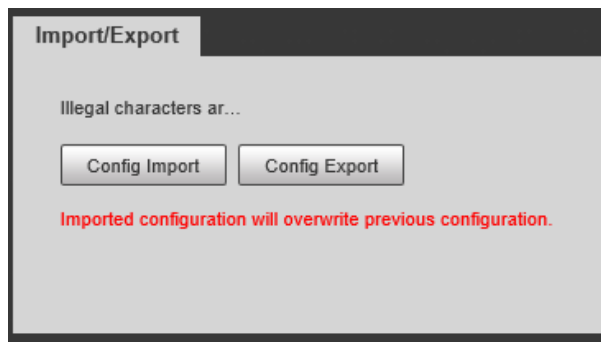 Import/Export
Illegal characters ar...
Config Import Config Export
Imported configuration will overwrite previous configuration.